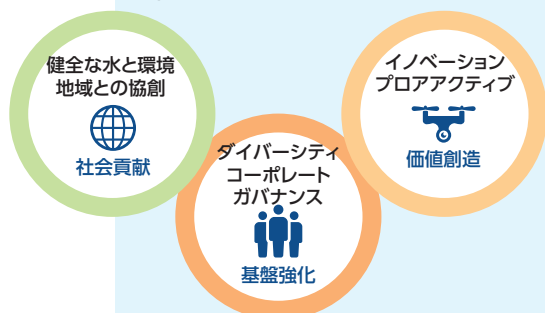 健全な水と環境
地域との協創
社会貢献
イノベーション
プロアアクティブ
価値創造
ダイバーシティ
コーポレート
ガバナンス
基盤強化